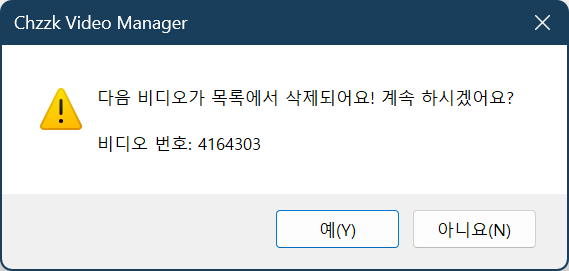 Chzzk Video Manager
다음 비디오가 목록에서 삭제되어요! 계속 하시겠어요?
비디오 번호: 4164303
예(Y)
아니요(N)